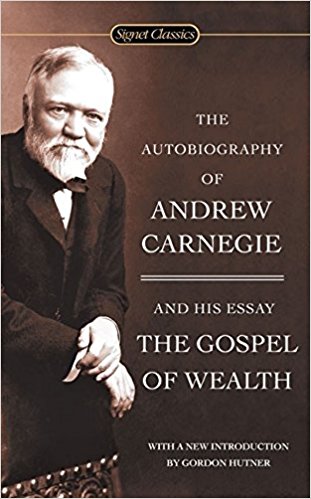 Signet Classics
THE
AUTOBIOGRAPHY
OF
ANDREW
CARNEGIE
AND HIS ESSAY
THE GOSPEL
OF WEALTH
WITH A NEW INTRODUCTION
BY GORDON HUTNER